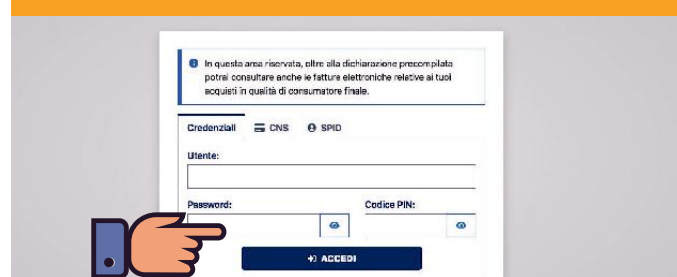 In questa area riservata, oltre alla dichiarazione precompilata
potrai consultare anche le fatture elettroniche relative ai tuoi
acquisti in qualità di consumatore finale.
Credenziali CNS SPID
Utente:
Password: Codice PIN:
ACCEDI